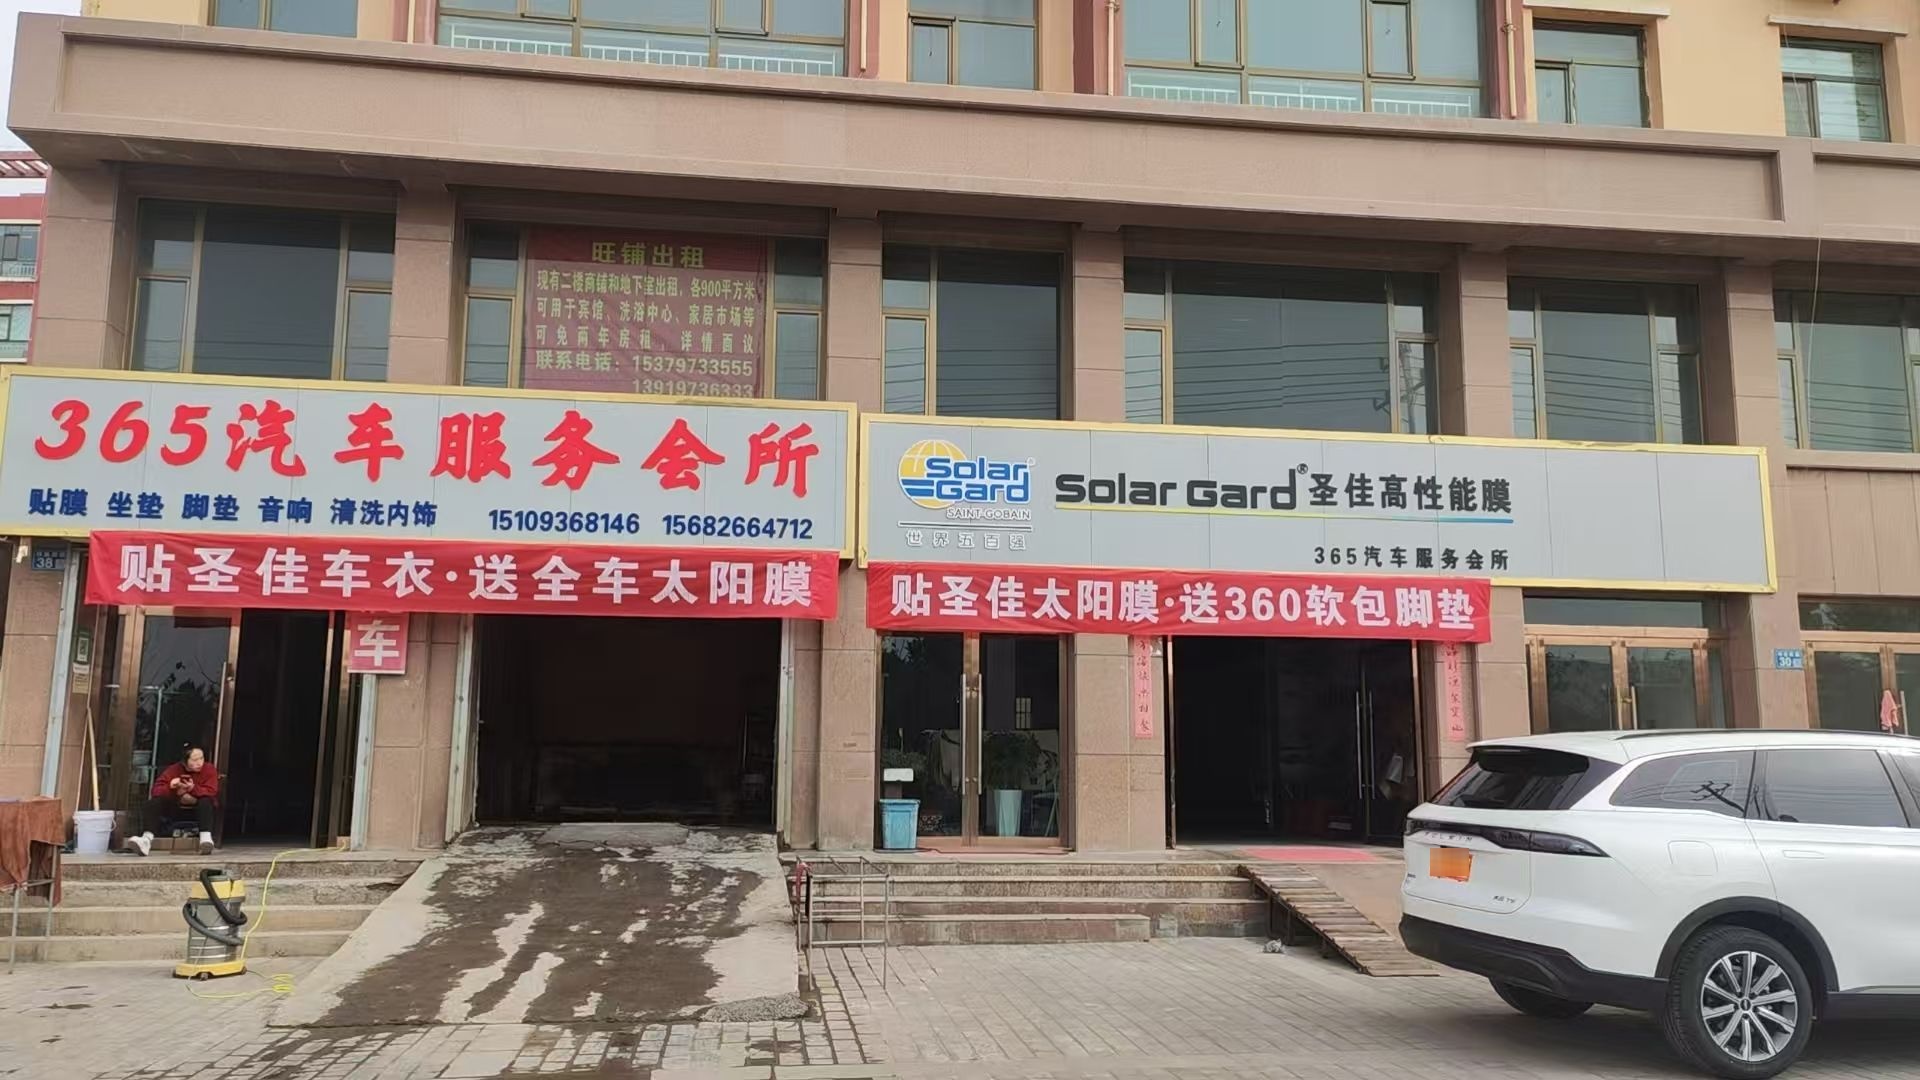 旺铺出租
现有二楼商铺和地下室出租，各900平方米
可用于宾馆、洗浴中心、家居市场等
可免两年房租，详情面议
联系电话：15379733555
13919736333
365汽车服务会所
贴膜 坐垫 脚垫 音响 清洗内饰 15109368146 15682664712
贴圣佳车衣·送全车太阳膜
车
38
Solar Gard
SAINT-GOBAIN
世界五百强
Solar Gard® 圣佳高性能膜
365汽车服务会所
贴圣佳太阳膜·送360软包脚垫
30